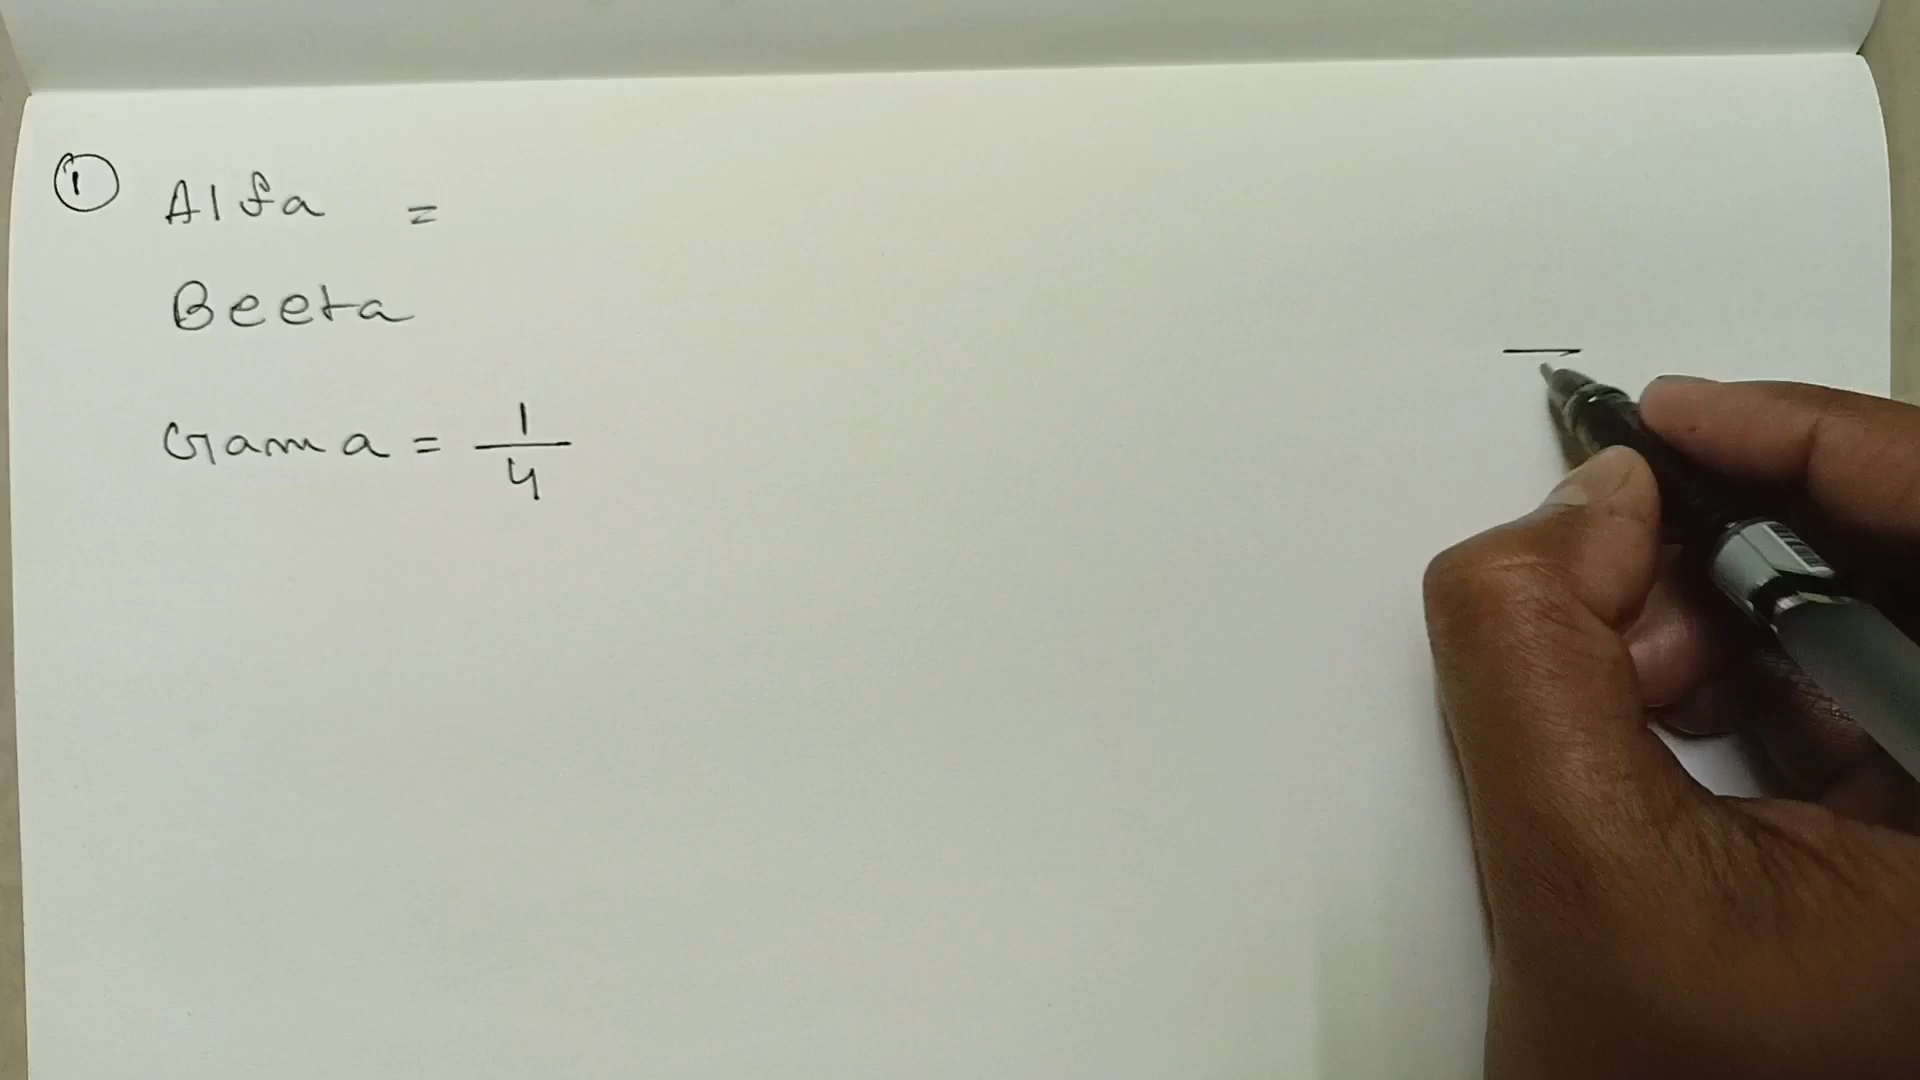 ① Alfa =
Beeta
Gama = 1/4